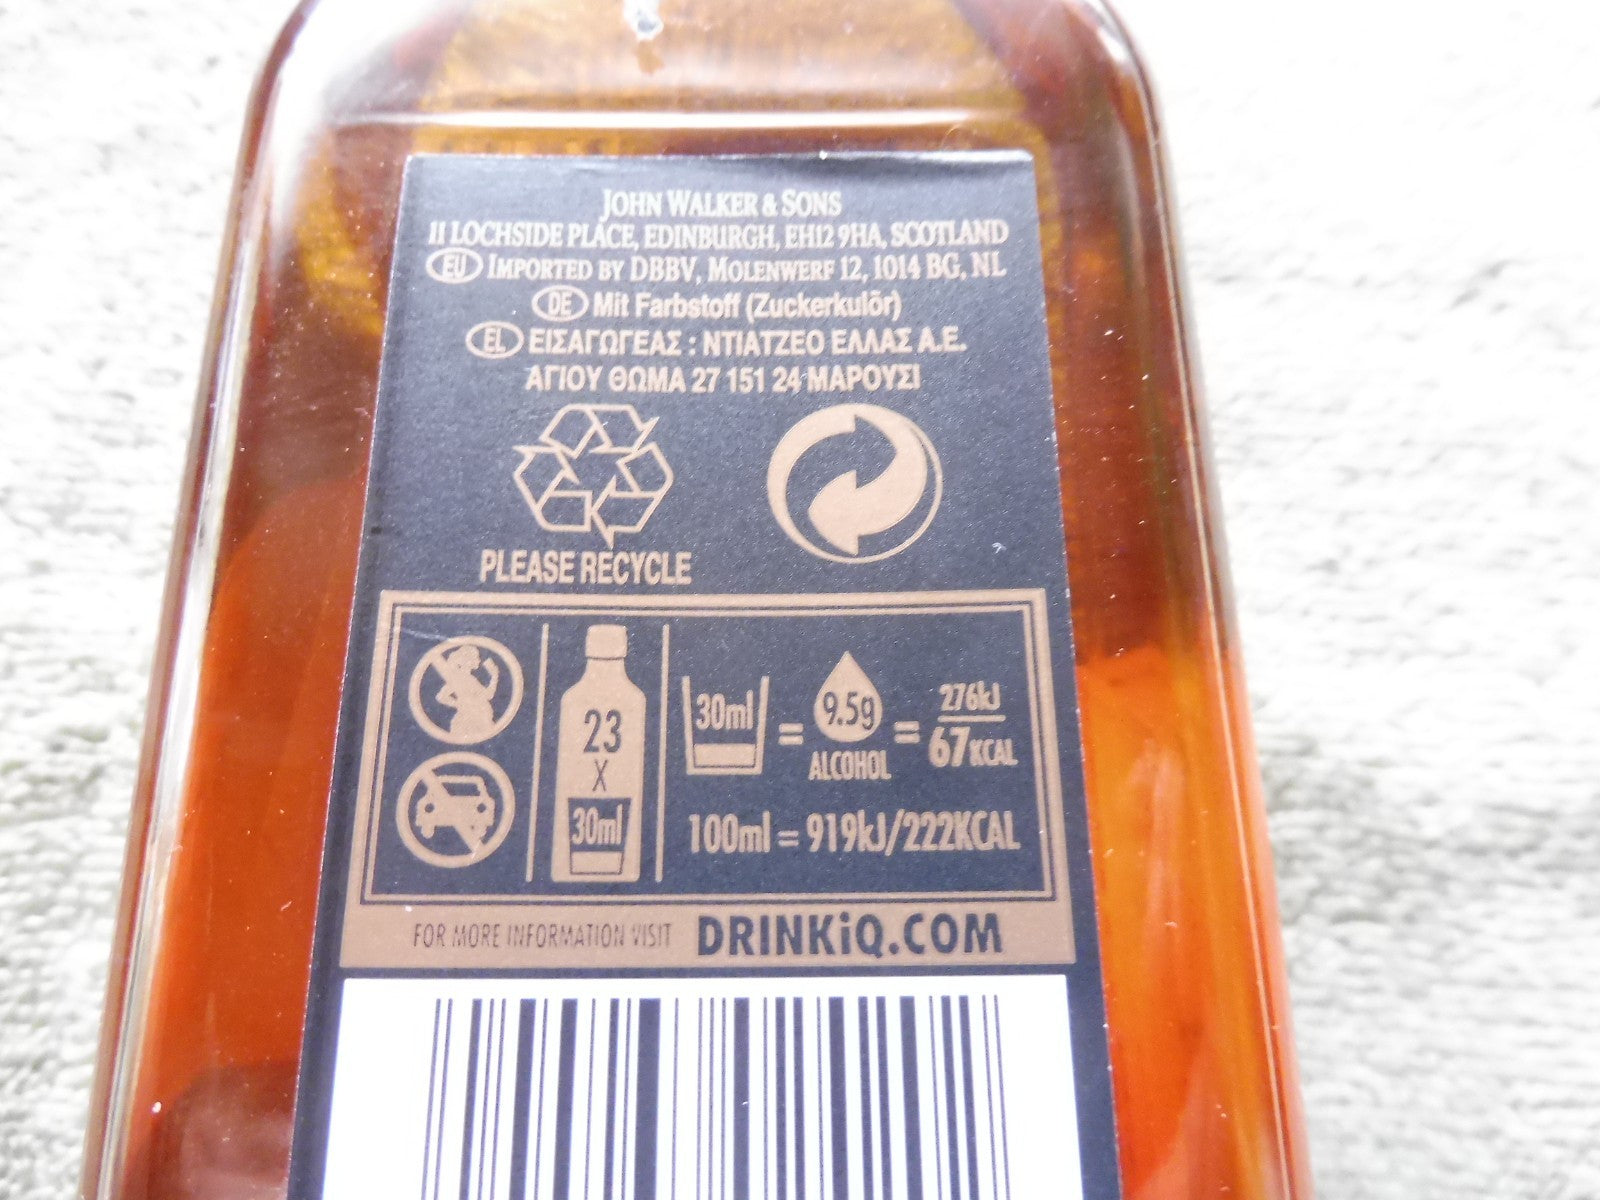 JOHN WALKER & SONS
11 LOCHSIDE PLACE, EDINBURGH, EH12 9HA, SCOTLAND
EU IMPORTED BY DBBV, MOLENWERF 12, 1014 BG, NL
DE Mit Farbstoff (Zuckerkulör)
EL ΕΙΣΑΓΩΓΕΑΣ : ΝΤΙΑΤΖΕΟ ΕΛΛΑΣ Α.Ε.
ΑΓΙΟΥ ΘΩΜΑ 27 151 24 ΜΑΡΟΥΣΙ
PLEASE RECYCLE
23
X
30ml
30ml = 9.5g = 276kJ
ALCOHOL 67KCAL
100ml = 919kJ/222KCAL
FOR MORE INFORMATION VISIT DRINKiQ.COM